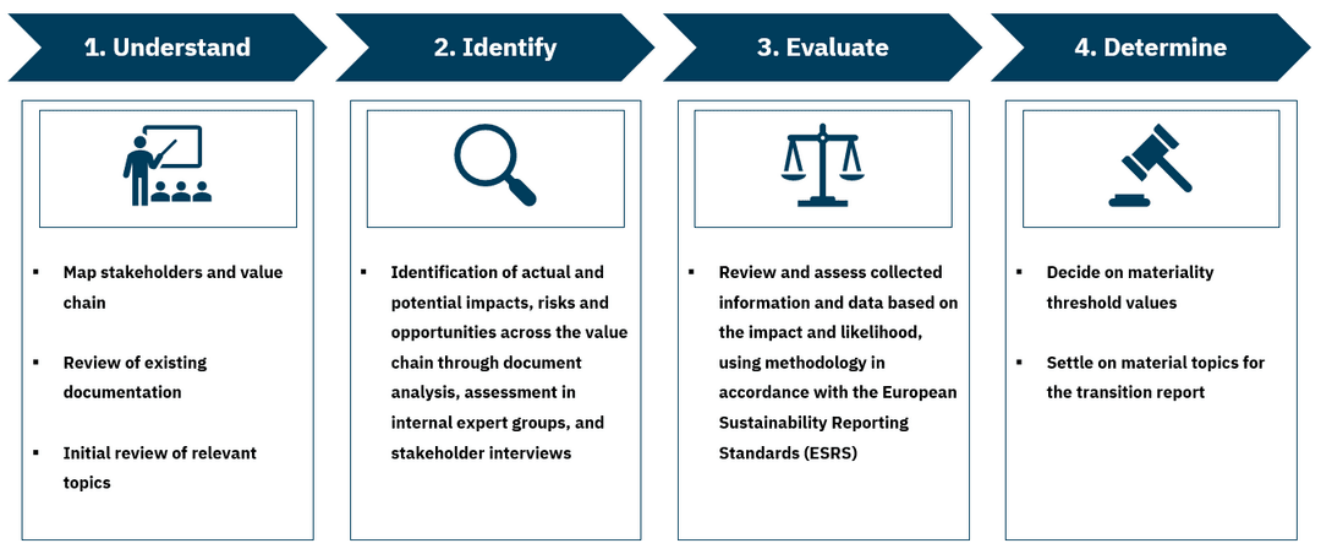 1. Understand
2. Identify
3. Evaluate
4. Determine
▪ Map stakeholders and value
chain
▪ Review of existing
documentation
▪ Initial review of relevant
topics
▪ Identification of actual and
potential impacts, risks and
opportunities across the value
chain through document
analysis, assessment in
internal expert groups, and
stakeholder interviews
▪ Review and assess collected
information and data based on
the impact and likelihood,
using methodology in
accordance with the European
Sustainability Reporting
Standards (ESRS)
▪ Decide on materiality
threshold values
▪ Settle on material topics for
the transition report